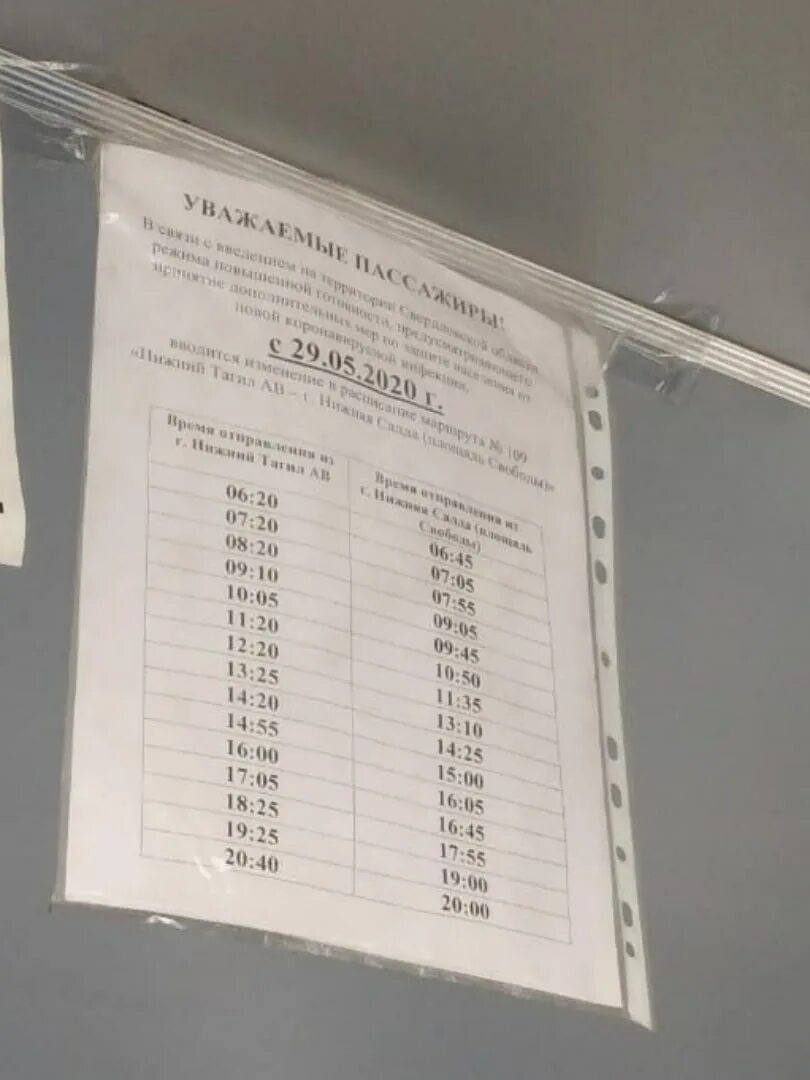 УВАЖАЕМЫЕ ПАССАЖИРЫ!
В связи с введением на территории Свердловской области
режима повышенной готовности, предусматривающего
принятие дополнительных мер по защите населения от
новой коронавирусной инфекции,
с 29.05.2020 г.
вводится изменение в расписание маршрута № 109
«Нижний Тагил АВ – г. Нижняя Салда (площадь Свободы)»
Время отправления из
г. Нижний Тагил АВ
Время отправления из
г. Нижняя Салда (площадь
Свободы)
06:20 06:45
07:20 07:05
08:20 07:55
09:10 09:05
10:05 09:45
11:20 10:50
12:20 11:35
13:25 13:10
14:20 14:25
14:55 15:00
16:00 16:05
17:05 16:45
18:25 17:55
19:25 19:00
20:40 20:00